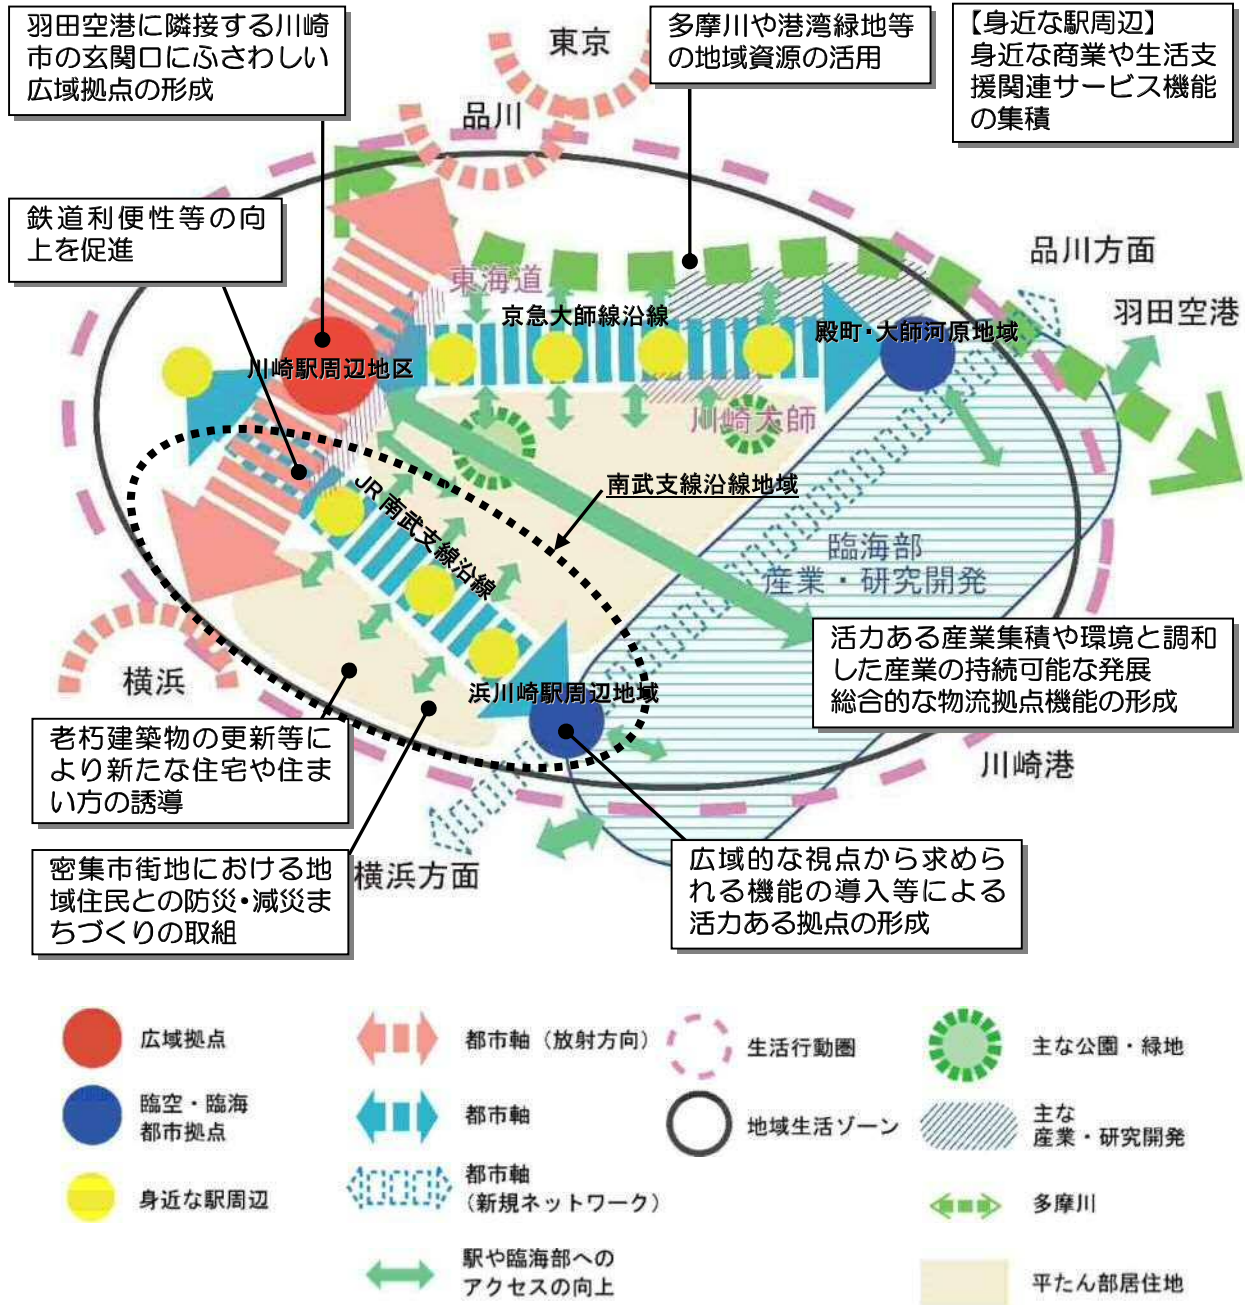 羽田空港に隣接する川崎
市の玄関口にふさわしい
広域拠点の形成
東京
多摩川や港湾緑地等
の地域資源の活用
【身近な駅周辺】
身近な商業や生活支
援関連サービス機能
の集積
品川
鉄道利便性等の向
上を促進
品川方面
羽田空港
東海道
京急大師線沿線
殿町・大師河原地域
川崎駅周辺地区
川崎大師
南武支線沿線地域
JR南武支線沿線
臨海部
産業・研究開発
活力ある産業集積や環境と調和
した産業の持続可能な発展
総合的な物流拠点機能の形成
横浜
浜川崎駅周辺地域
川崎港
老朽建築物の更新等に
より新たな住宅や住ま
い方の誘導
密集市街地における地
域住民との防災・減災ま
ちづくりの取組
横浜方面
広域的な視点から求めら
れる機能の導入等による
活力ある拠点の形成
広域拠点
都市軸（放射方向）
生活行動圏
主な公園・緑地
臨空・臨海
都市拠点
都市軸
地域生活ゾーン
主な
産業・研究開発
身近な駅周辺
都市軸
（新規ネットワーク）
多摩川
駅や臨海部への
アクセスの向上
平たん部居住地